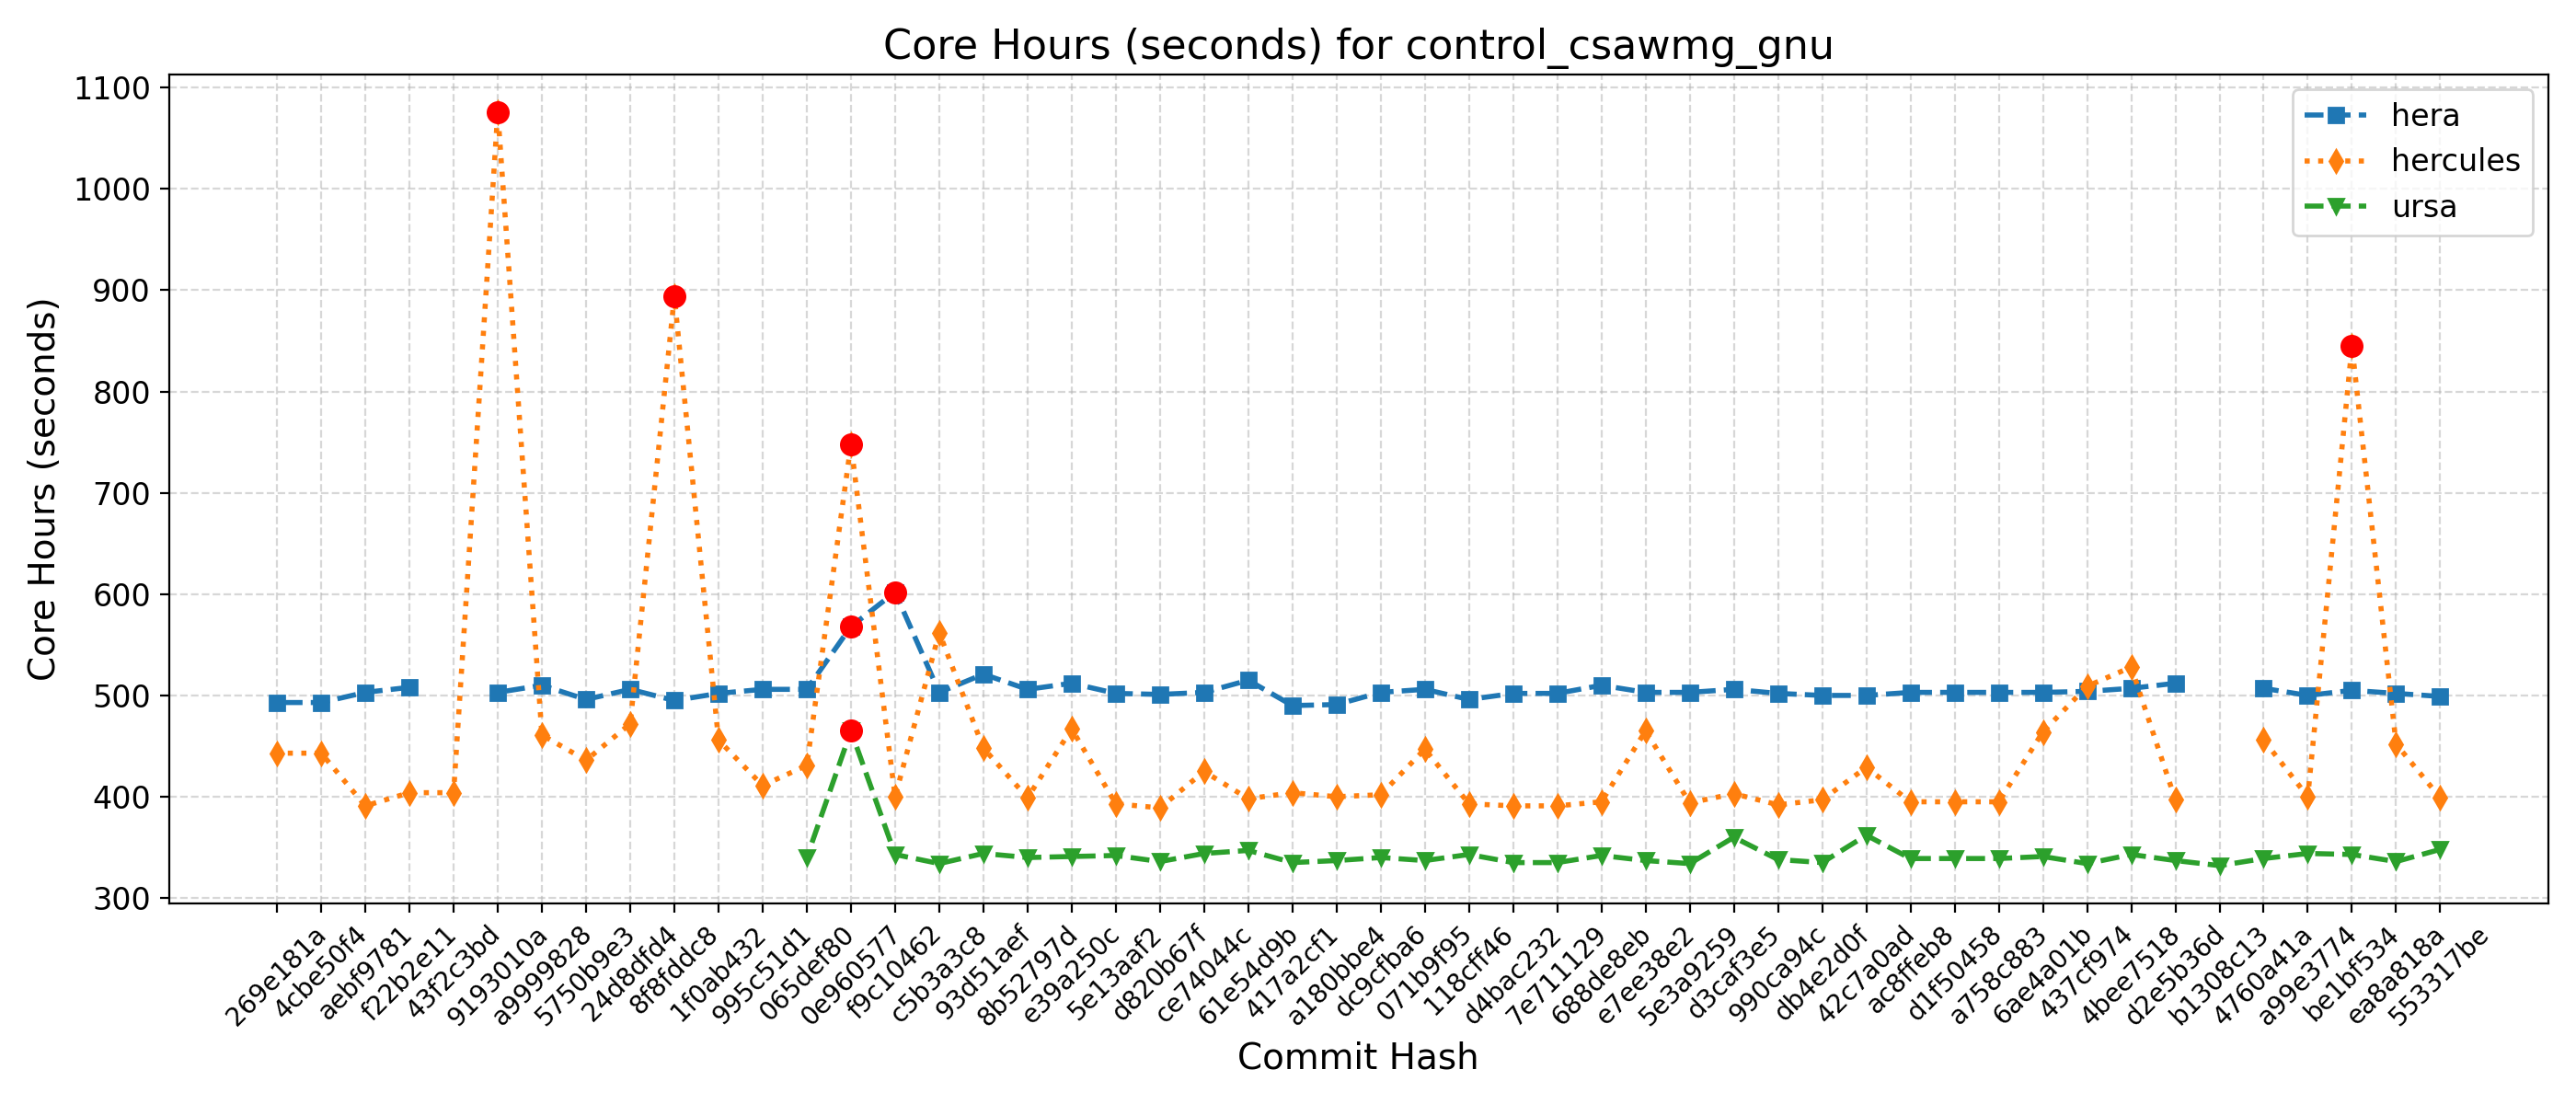 Core Hours (seconds) for control_csawmg_gnu
Core Hours (seconds)
1100
1000
900
800
700
600
500
400
300
hera
hercules
ursa
269e181a
4cbe50f4
aebf9781
f22b2e11
43f2c3bd
9193010a
a9999828
5750b9e3
24d8dfd4
8f8fddc8
1f0ab432
995c51d1
065def80
0e960577
f9c10462
c5b3a3c8
93d51aef
8b52797d
e39a250c
5e13aaf2
d820b67f
ce74044c
61e54d9b
417a2cf1
a180bbe4
dc9cfba6
071b9f95
118cff46
d4bac232
7e711129
688de8eb
e7ee38e2
5e3a9259
d3caf3e5
990ca94c
db4e2d0f
42c7a0ad
ac8ffeb8
d1f50458
a758c883
6ae4a01b
437cf974
4bee7518
d2e5b36d
b1308c13
4760a41a
a99e3774
be1bf534
ea8a818a
553317be
Commit Hash